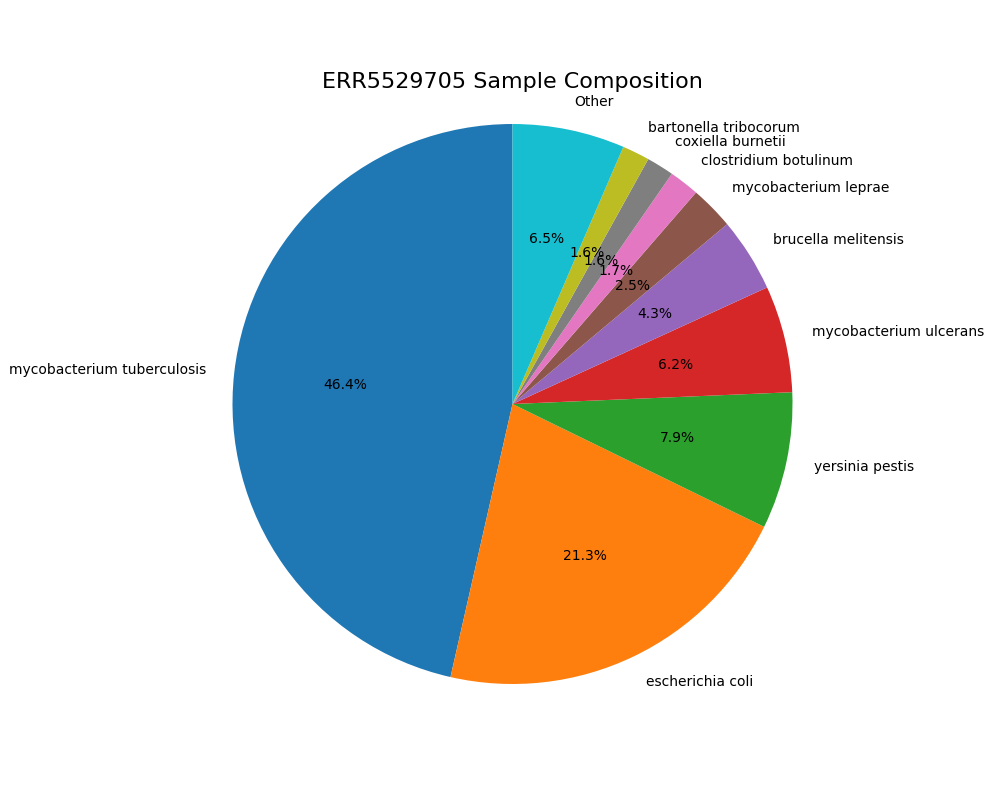 ERR5529705 Sample Composition
Other
bartonella tribocorum
coxiella burnetii
clostridium botulinum
mycobacterium leprae
brucella melitensis
mycobacterium ulcerans
yersinia pestis
escherichia coli
mycobacterium tuberculosis
6.5%
1.6%
1.6%
1.7%
2.5%
4.3%
6.2%
7.9%
21.3%
46.4%